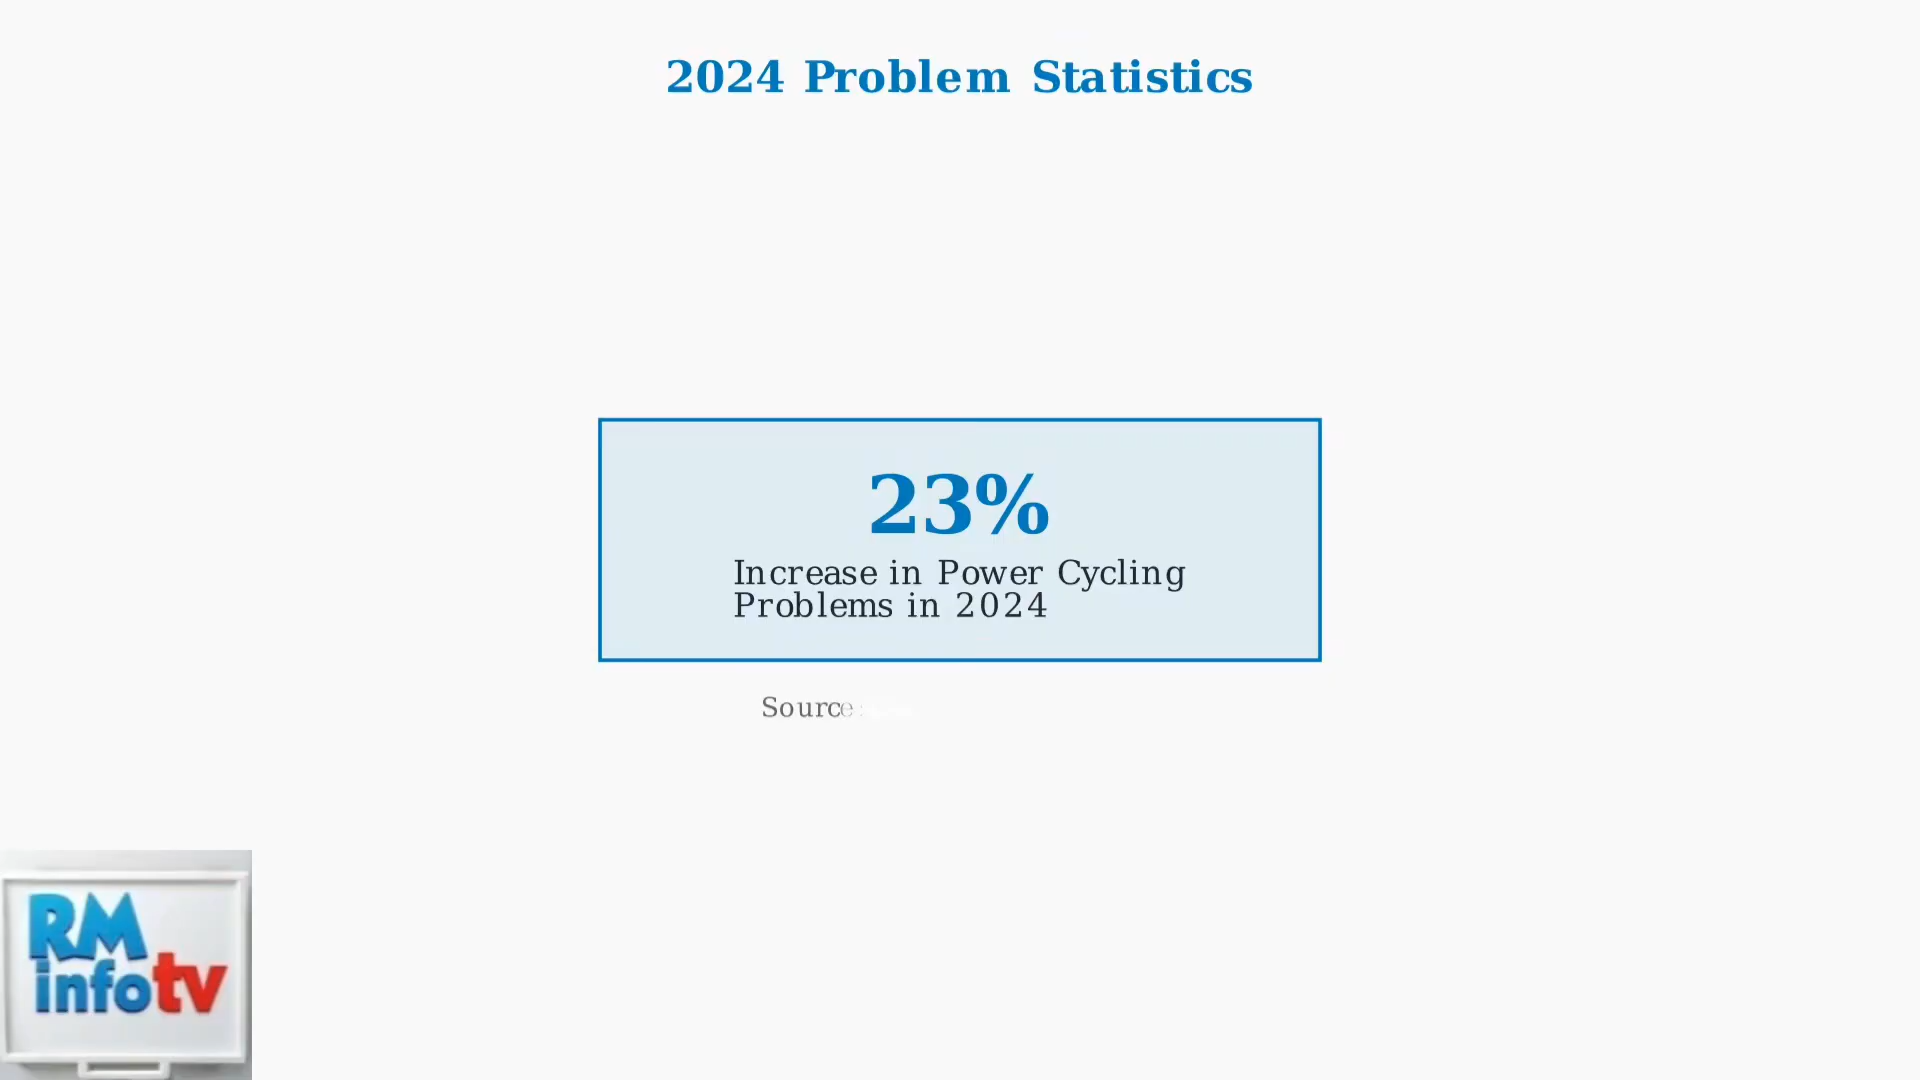 2024 Problem Statistics
23%
Increase in Power Cycling
Problems in 2024
Source:
RM
infotv